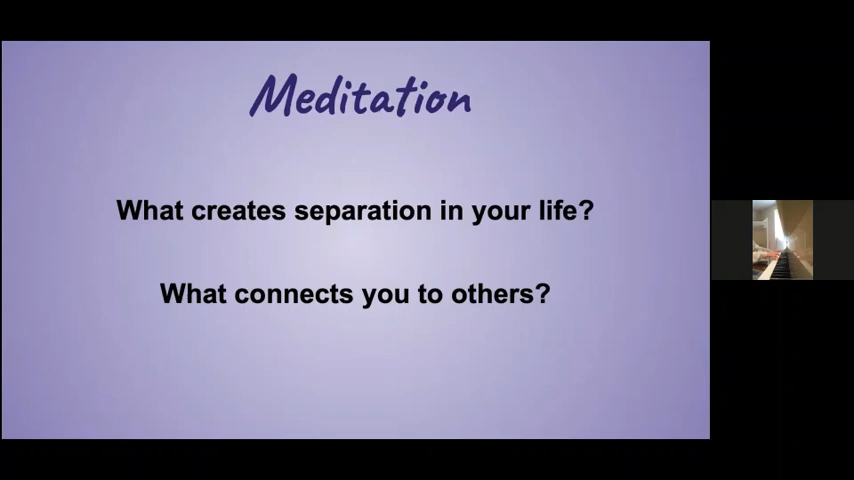 Meditation
What creates separation in your life?
What connects you to others?